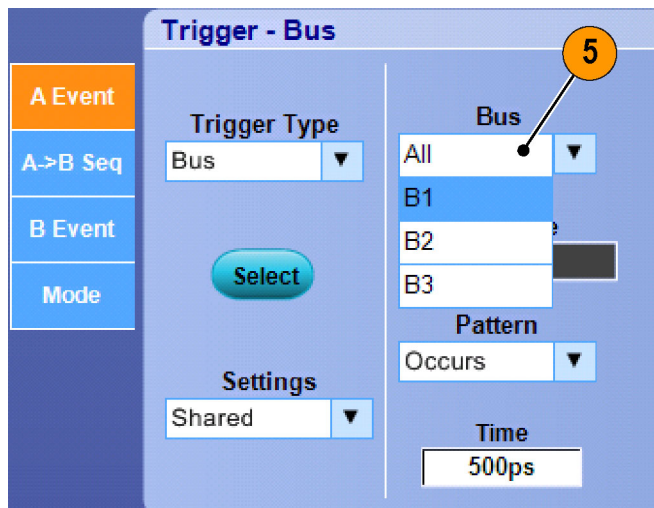 Trigger - Bus
5
A Event
A->B Seq
B Event
Mode
Trigger Type
Bus
Select
Settings
Shared
Bus
All
B1
B2
B3
Pattern
Occurs
Time
500ps